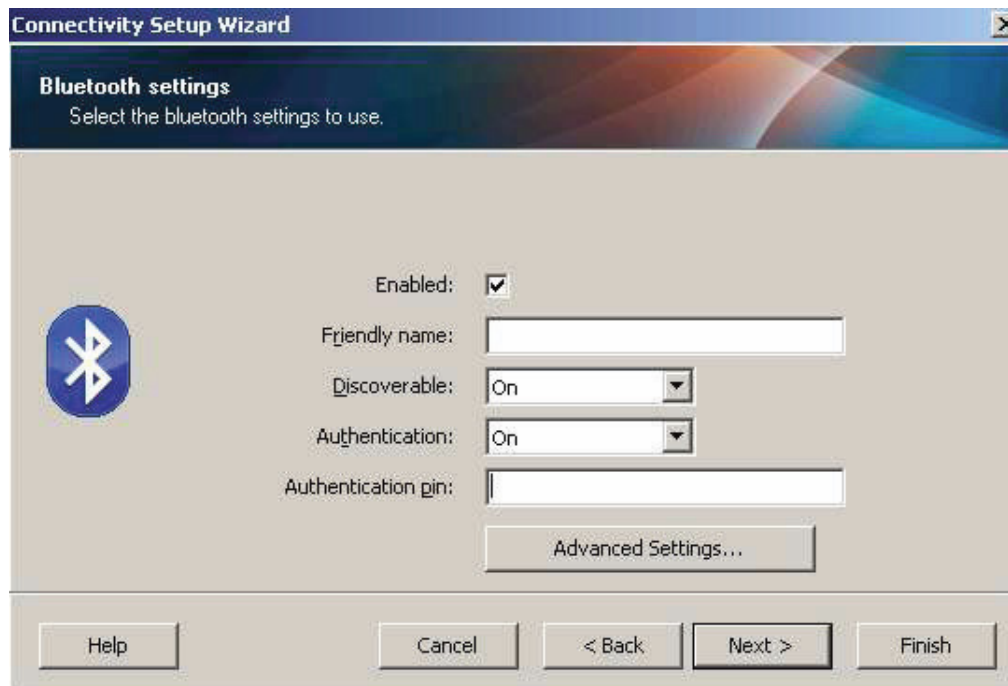 Connectivity Setup Wizard
Bluetooth settings
Select the bluetooth settings to use.
Enabled:
Friendly name:
Discoverable: On
Authentication: On
Authentication pin:
Advanced Settings...
Help Cancel < Back Next > Finish